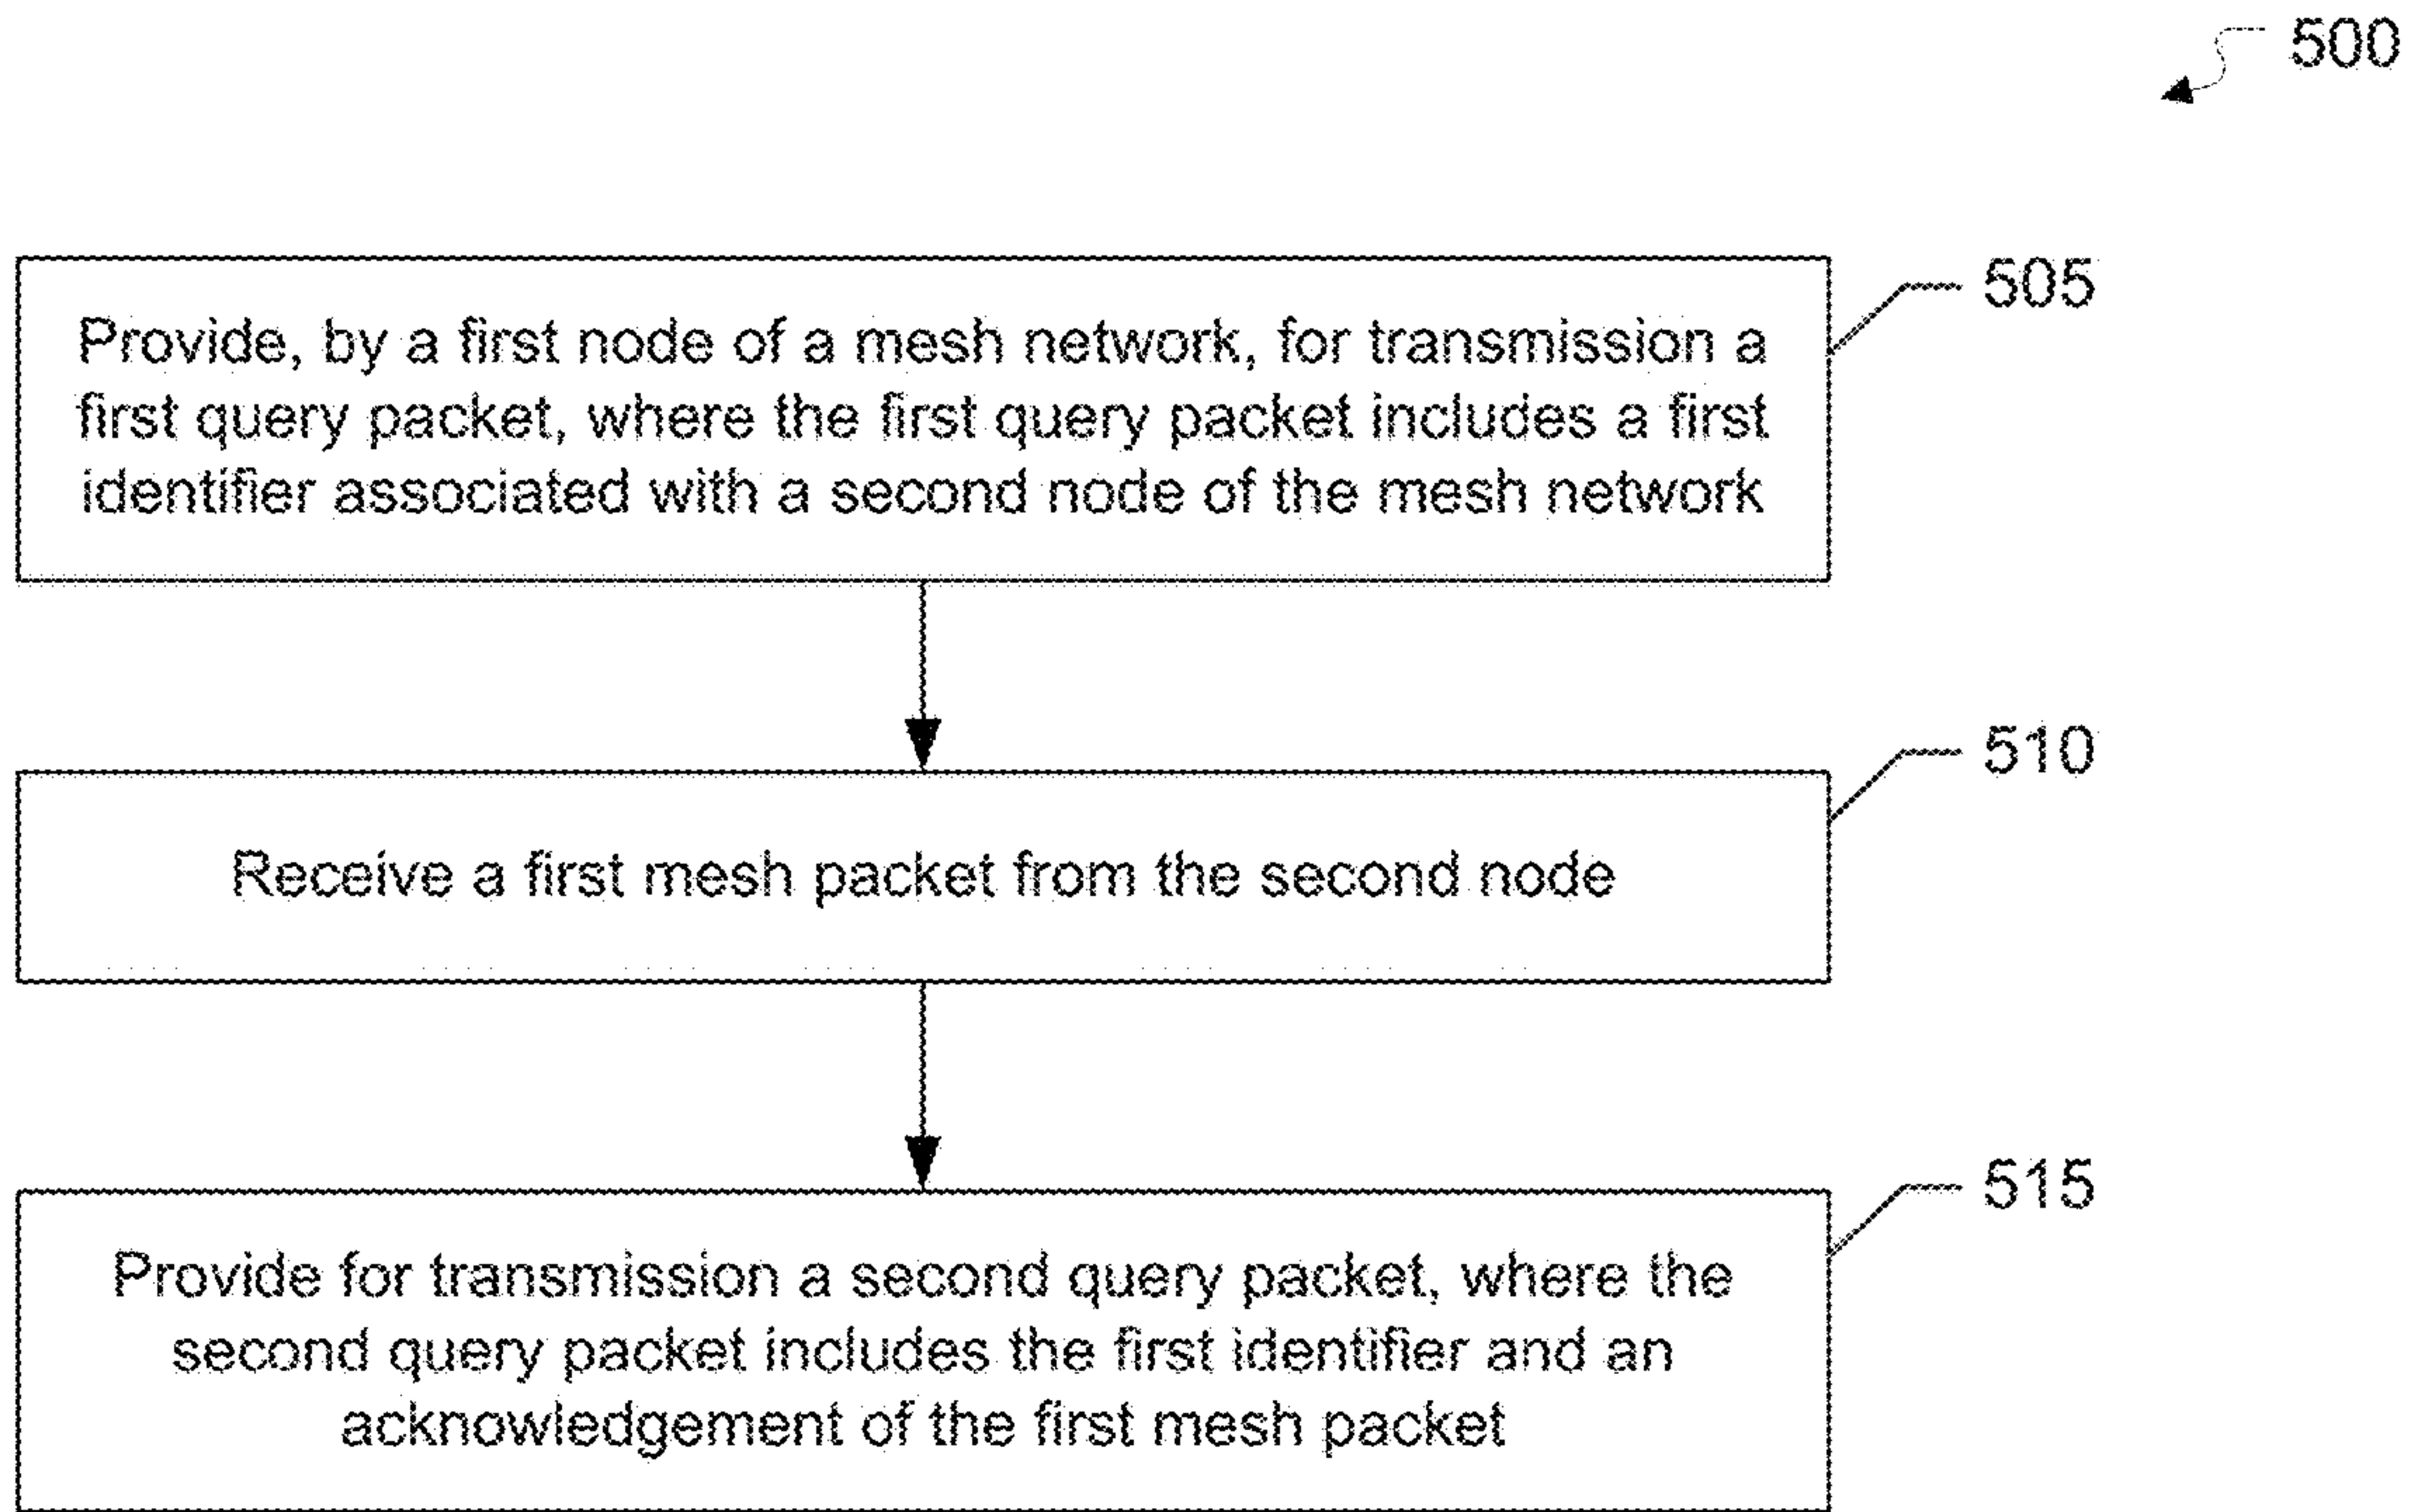 500
505
Provide, by a first node of a mesh network, for transmission a
first query packet, where the first query packet includes a first
identifier associated with a second node of the mesh network
510
Receive a first mesh packet from the second node
515
Provide for transmission a second query packet, where the
second query packet includes the first identifier and an
acknowledgement of the first mesh packet